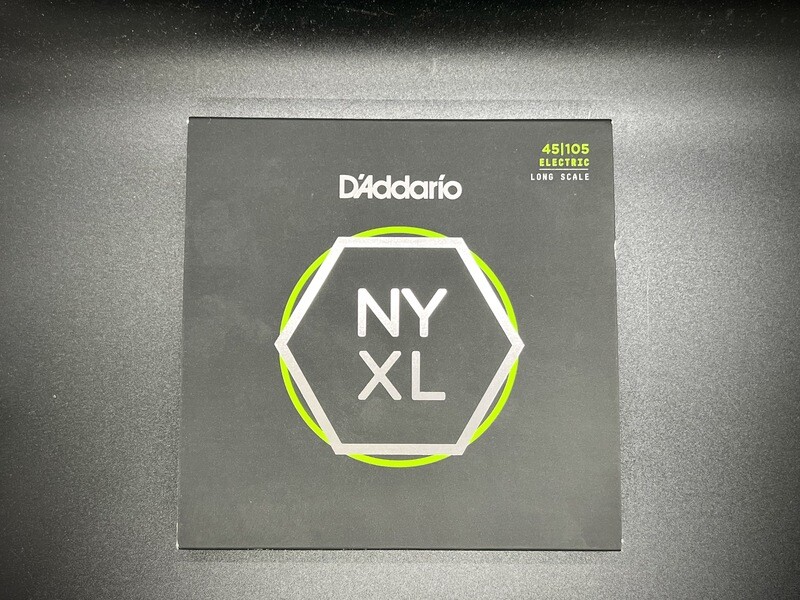 45|105
ELECTRIC
LONG SCALE
D'Addario
NY
XL